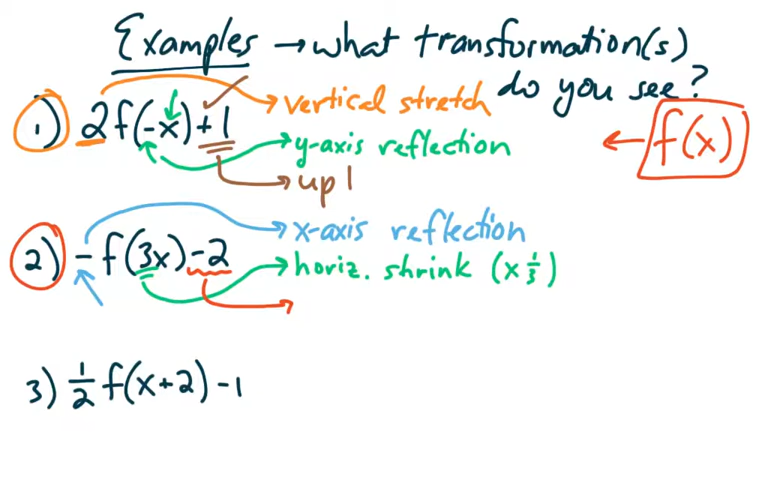 Examples → what transformation(s)
do you see?
1) 2f(-x) + 1
→ vertical stretch
→ y-axis reflection
→ up 1
← f(x)
2) -f(3x) - 2
→ x-axis reflection
→ horiz. shrink (x 1/3)
3) 1/2 f(x+2) - 1